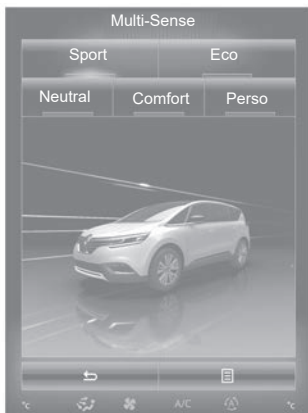 Multi-Sense
Sport Eco
Neutral Comfort Perso
°C A/C °C